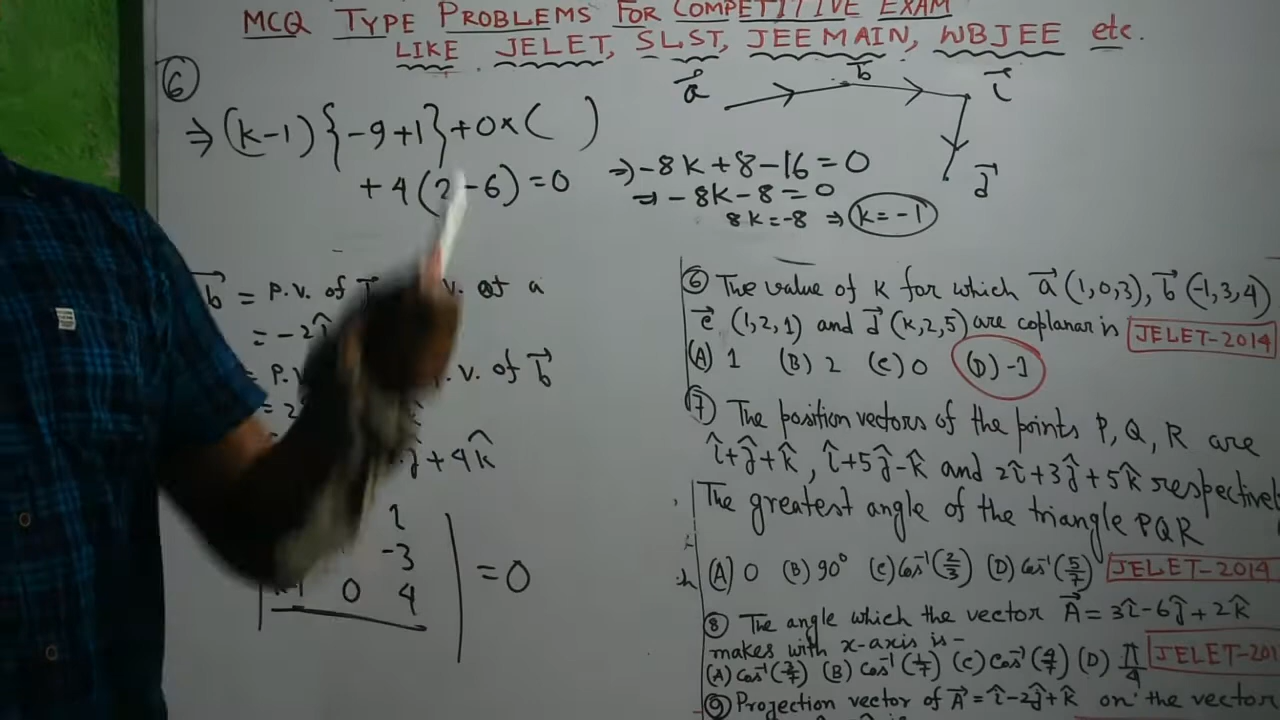 MCQ TYPE PROBLEMS FOR COMPETITIVE EXAM
LIKE JELET, SLST, JEE MAIN, WBJEE etc.
⑥
⇒ (k-1){-9+1}+0×( )
+4(2-6)=0
⇒ -8k+8-16=0
⇒ -8k-8=0
8k=-8 ⇒ k=-1
a⃗ b⃗ c⃗
d⃗
b⃗ = P.V. of V. of a
= -2î
= P. V. of b⃗
= 2
ĵ+4k̂
-3
0 4
=0
⑥ The value of k for which a⃗ (1,0,3), b⃗ (-1,3,4)
c⃗ (1,2,1) and d⃗ (k,2,5) are coplanar is JELET-2014
(A) 1 (B) 2 (C) 0 (D) -1
⑦ The position vectors of the points P, Q, R are
î+ĵ+k̂, î+5ĵ-k̂ and 2î+3ĵ+5k̂
The greatest angle of the triangle PQR
(A) 0 (B) 90° (C) cos⁻¹(2/3) (D) cos⁻¹(5/7) JELET-2014
⑧ The angle which the vector A⃗ = 3î-6ĵ+2k̂
makes with x-axis is-
(A) cos⁻¹(3/7) (B) cos⁻¹(1/7) (C) cos⁻¹(4/7) (D) π/4
⑨ Projection vector of A⃗ = î-2ĵ+k̂ on the vector